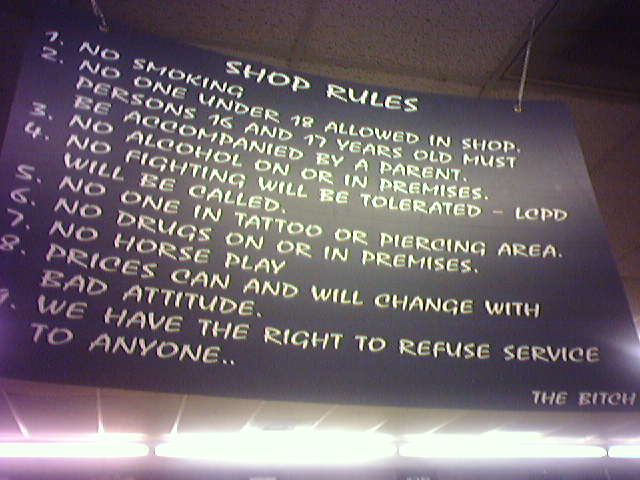 SHOP RULES
1. NO SMOKING
2. NO ONE UNDER 18 ALLOWED IN SHOP.
PERSONS 16 AND 17 YEARS OLD MUST
BE ACCOMPANIED BY A PARENT.
3. NO ALCOHOL ON OR IN PREMISES.
4. NO FIGHTING WILL BE TOLERATED - LCPD
WILL BE CALLED.
5. NO ONE IN TATTOO OR PIERCING AREA.
6. NO DRUGS ON OR IN PREMISES.
7. NO HORSE PLAY
8. PRICES CAN AND WILL CHANGE WITH
BAD ATTITUDE.
9. WE HAVE THE RIGHT TO REFUSE SERVICE
TO ANYONE..
THE BITCH